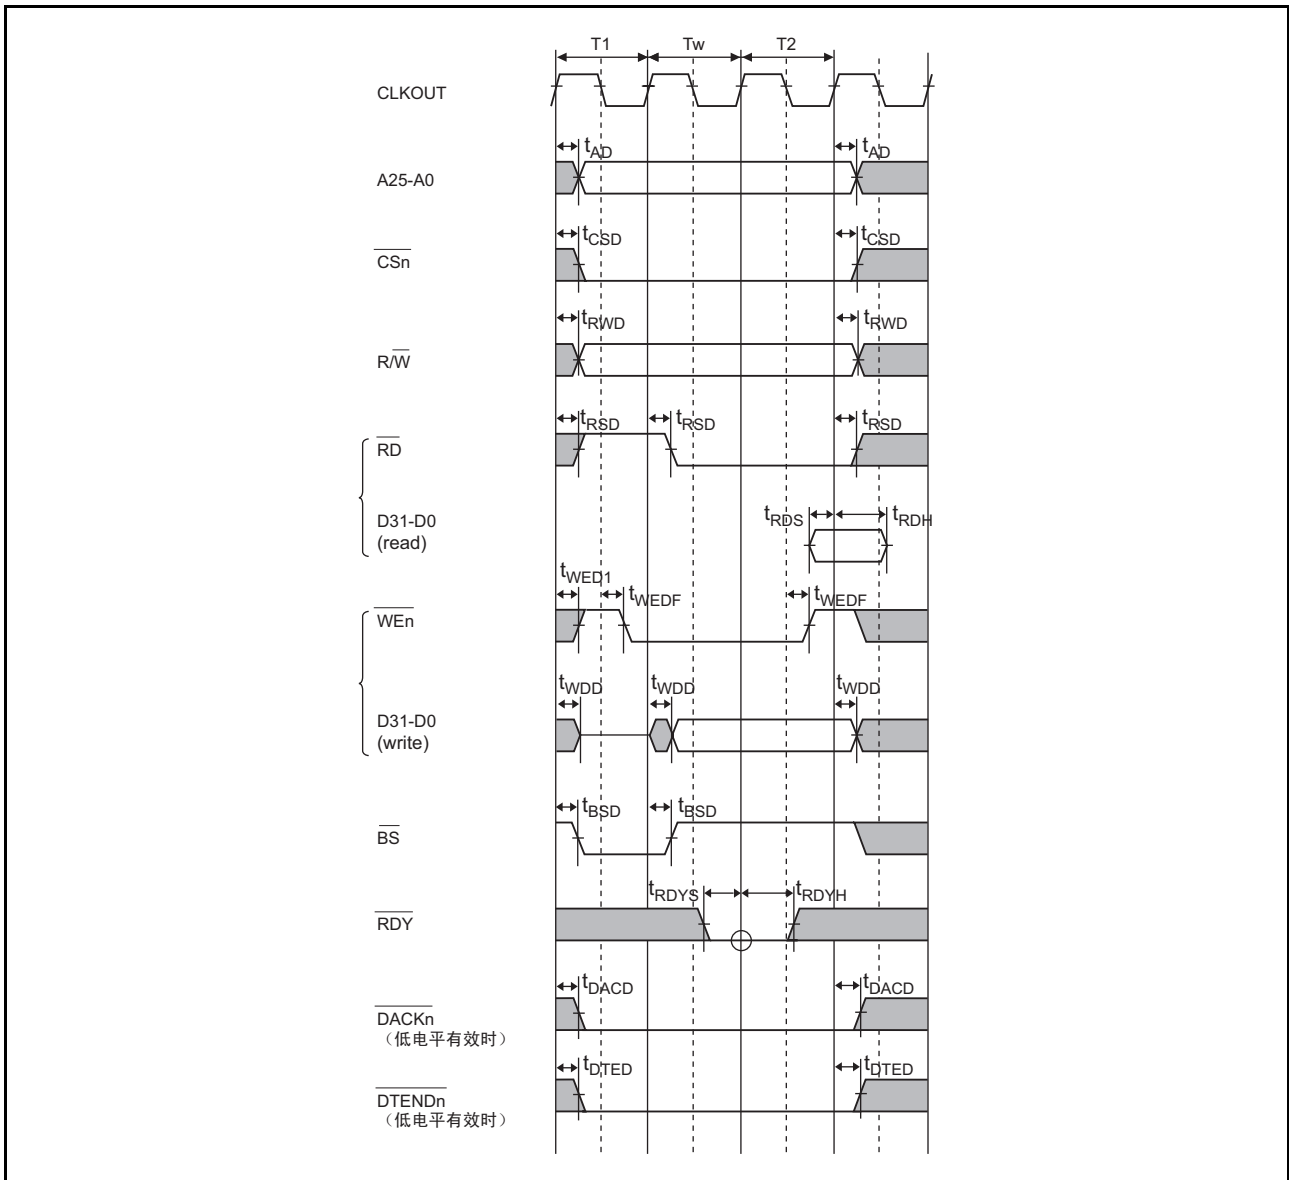 T1 Tw T2
CLKOUT
tAD tAD
A25-A0
tCSD tCSD
CSn
tRWD tRWD
R/W
tRSD tRSD tRSD
RD
tRDS tRDH
D31-D0
(read)
tWED1
tWEDF tWEDF
WEn
tWDD tWDD tWDD
D31-D0
(write)
tBSD tBSD
BS
tRDYS tRDYH
RDY
tDACD tDACD
DACKn
（低电平有效时）
tDTED tDTED
DTENDn
（低电平有效时）